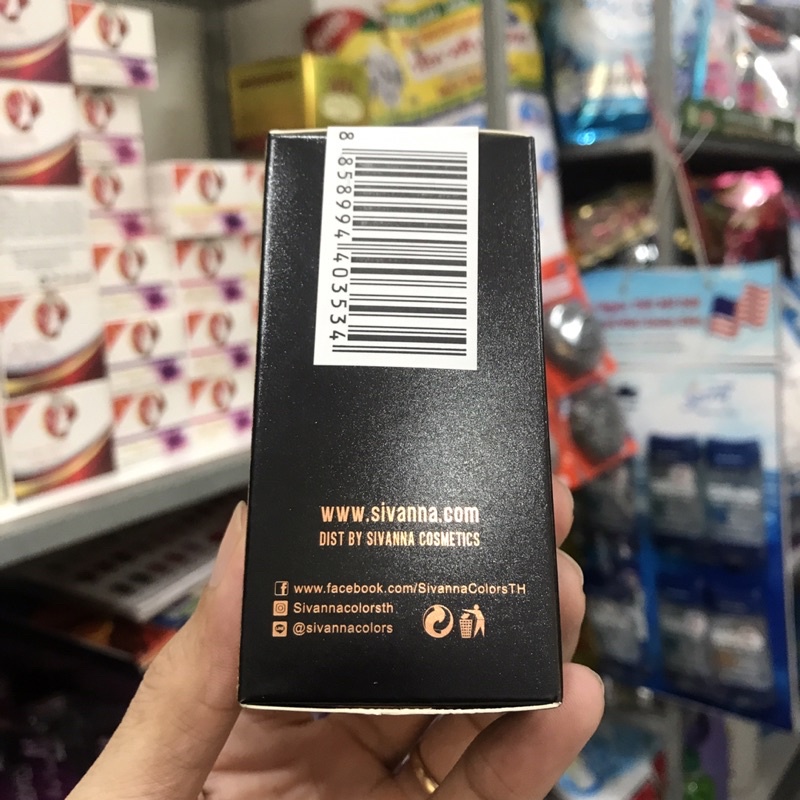 8 858994 403534
www.sivanna.com
DIST BY SIVANNA COSMETICS
www.facebook.com/SivannaColorsTH
Sivannacolorsth
@sivannacolors